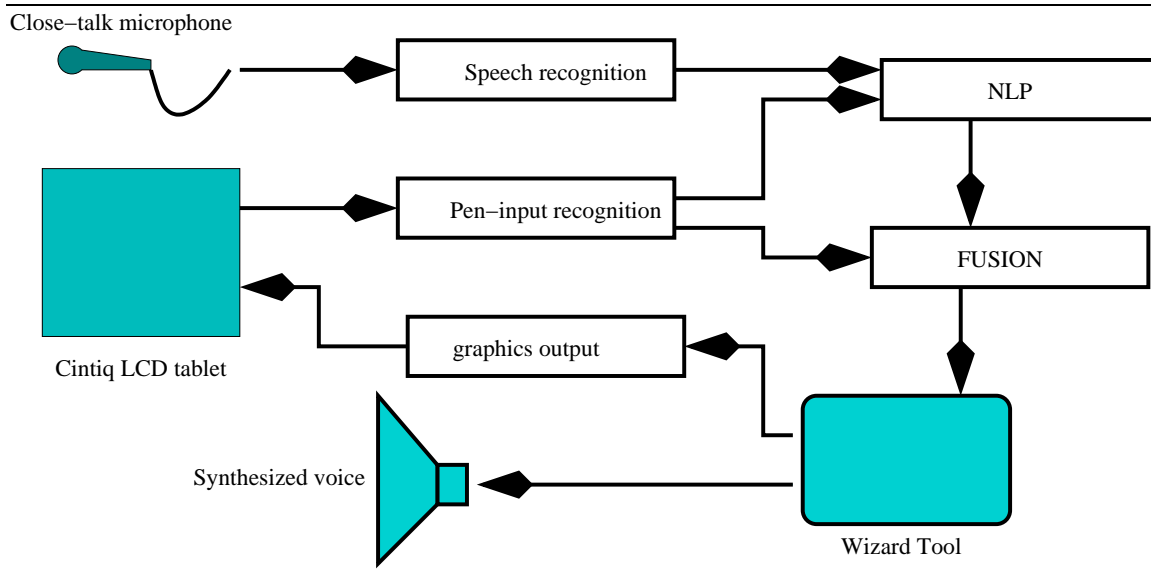 Close−talk microphone
Speech recognition
NLP
Pen−input recognition
FUSION
graphics output
Cintiq LCD tablet
Synthesized voice
Wizard Tool